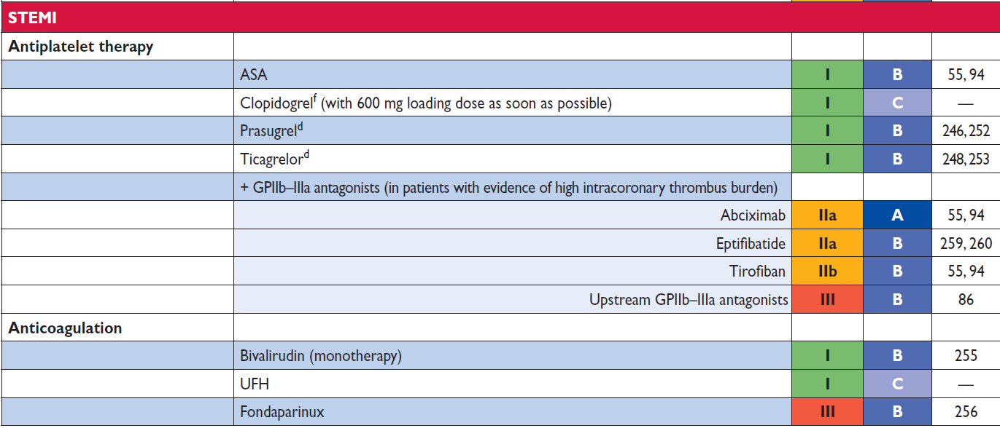 STEMI
Antiplatelet therapy
ASA I B 55, 94
Clopidogrelf (with 600 mg loading dose as soon as possible) I C —
Prasugreld I B 246, 252
Ticagrelord I B 248, 253
+ GPIIb–IIIa antagonists (in patients with evidence of high intracoronary thrombus burden)
Abciximab IIa A 55, 94
Eptifibatide IIa B 259, 260
Tirofiban IIb B 55, 94
Upstream GPIIb–IIIa antagonists III B 86
Anticoagulation
Bivalirudin (monotherapy) I B 255
UFH I C —
Fondaparinux III B 256